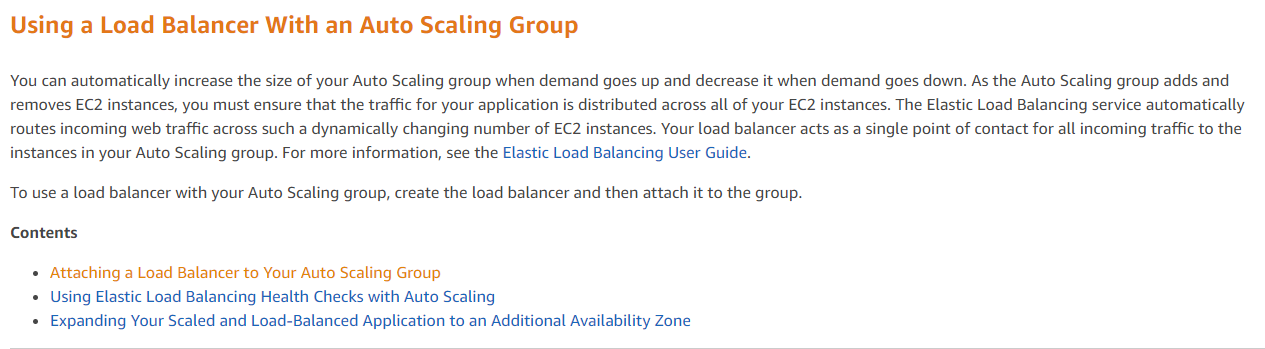 Using a Load Balancer With an Auto Scaling Group
You can automatically increase the size of your Auto Scaling group when demand goes up and decrease it when demand goes down. As the Auto Scaling group adds and
removes EC2 instances, you must ensure that the traffic for your application is distributed across all of your EC2 instances. The Elastic Load Balancing service automatically
routes incoming web traffic across such a dynamically changing number of EC2 instances. Your load balancer acts as a single point of contact for all incoming traffic to the
instances in your Auto Scaling group. For more information, see the Elastic Load Balancing User Guide.
To use a load balancer with your Auto Scaling group, create the load balancer and then attach it to the group.
Contents
• Attaching a Load Balancer to Your Auto Scaling Group
• Using Elastic Load Balancing Health Checks with Auto Scaling
• Expanding Your Scaled and Load-Balanced Application to an Additional Availability Zone